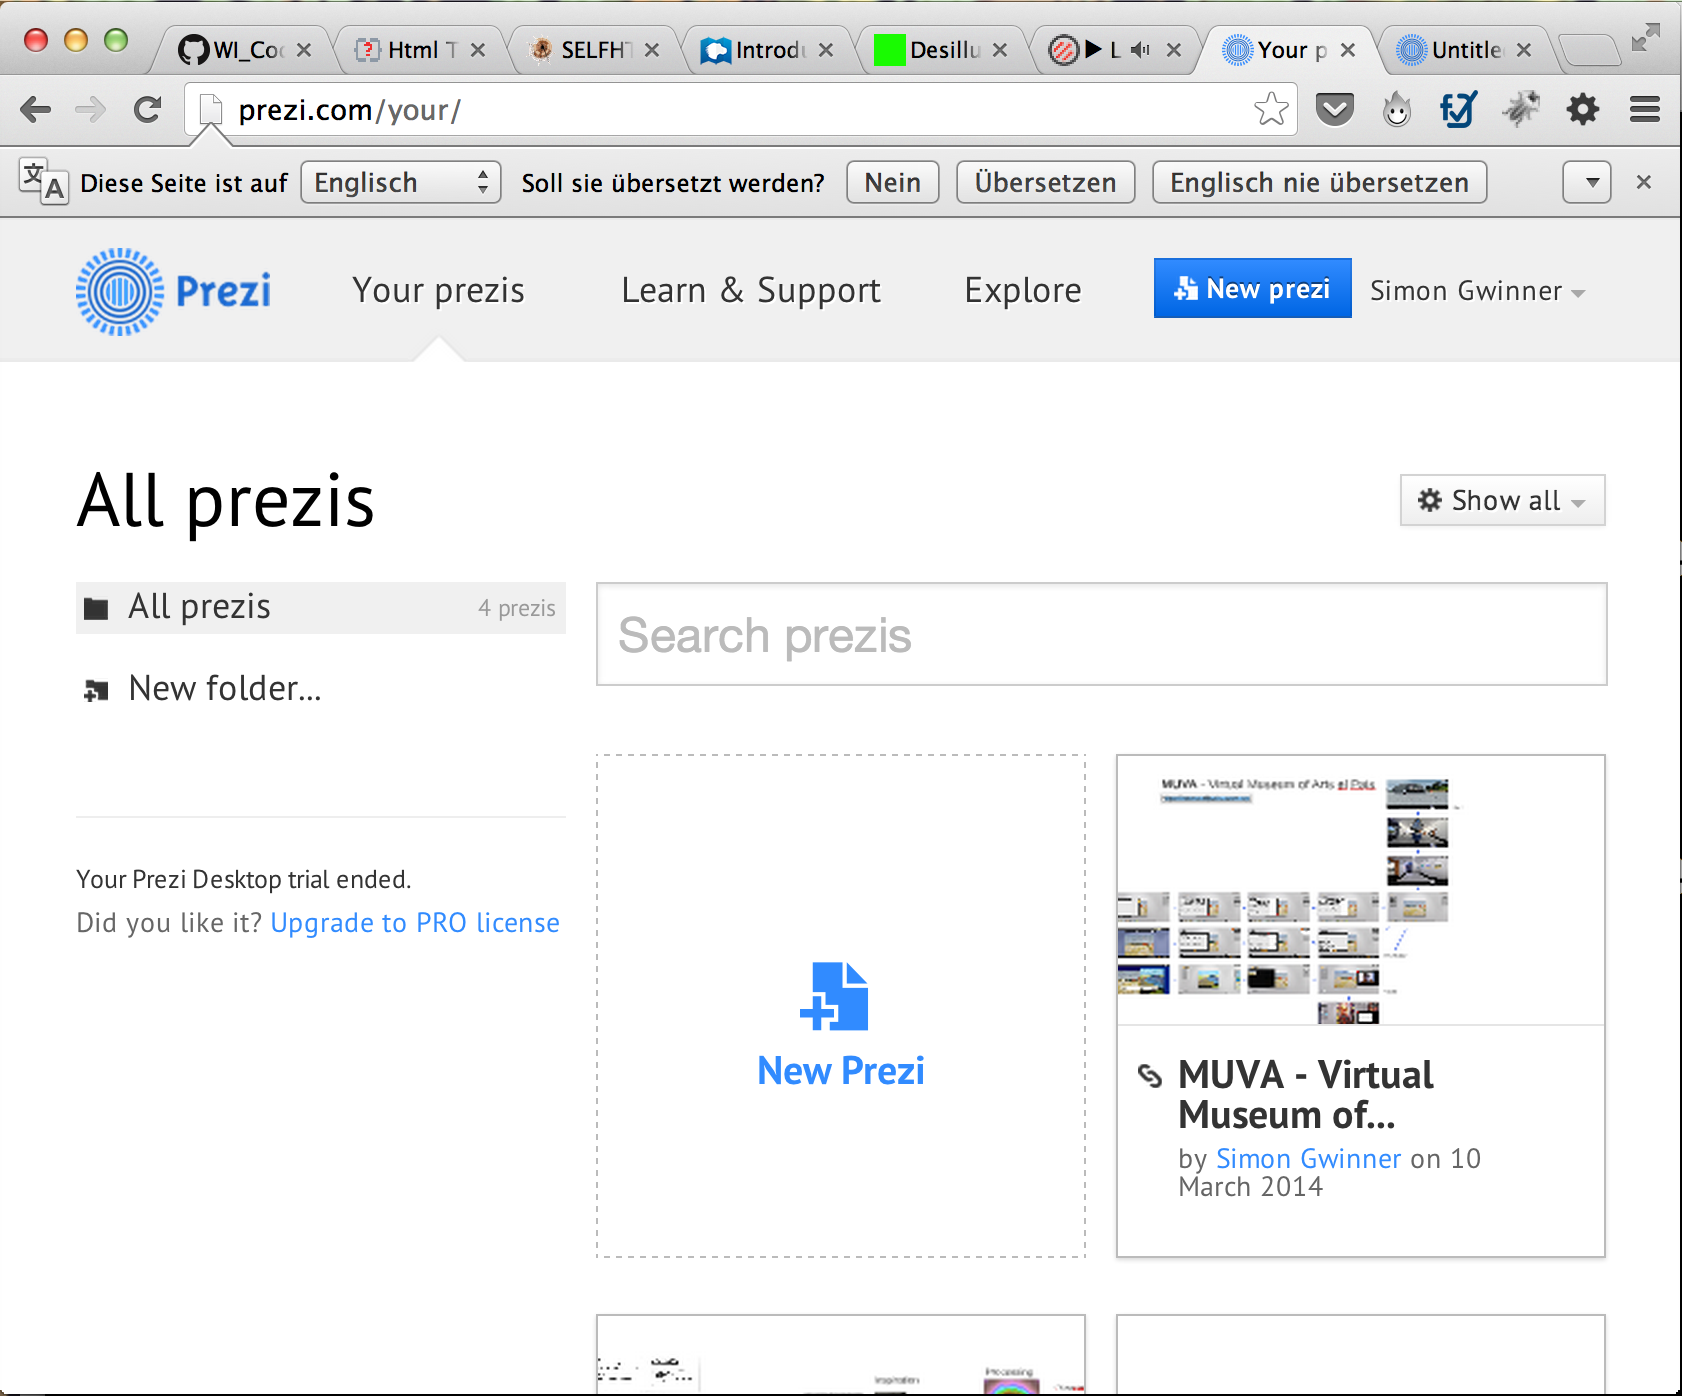 WI_Co
Html T
SELFHT
Introdu
Desillu
L
Your p
Untitle
prezi.com/your/
Diese Seite ist auf Englisch Soll sie übersetzt werden? Nein Übersetzen Englisch nie übersetzen
Prezi Your prezis Learn & Support Explore New prezi Simon Gwinner
All prezis
Show all
All prezis 4 prezis
Search prezis
New folder...
MUVA - Virtual Museum of Arts el Pais
Your Prezi Desktop trial ended.
Did you like it? Upgrade to PRO license
New Prezi
MUVA - Virtual
Museum of...
by Simon Gwinner on 10
March 2014
Inspiration
Processing